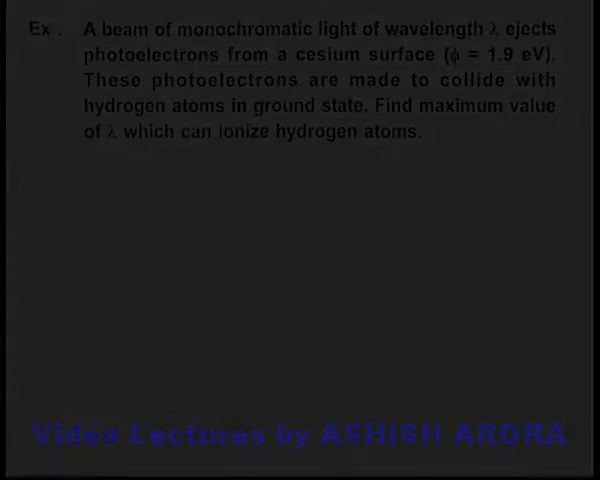 Ex. A beam of monochromatic light of wavelength λ ejects
photoelectrons from a cesium surface (ϕ = 1.9 eV).
These photoelectrons are made to collide with
hydrogen atoms in ground state. Find maximum value
of λ which can ionize hydrogen atoms.
Video Lectures by ASHISH ARORA